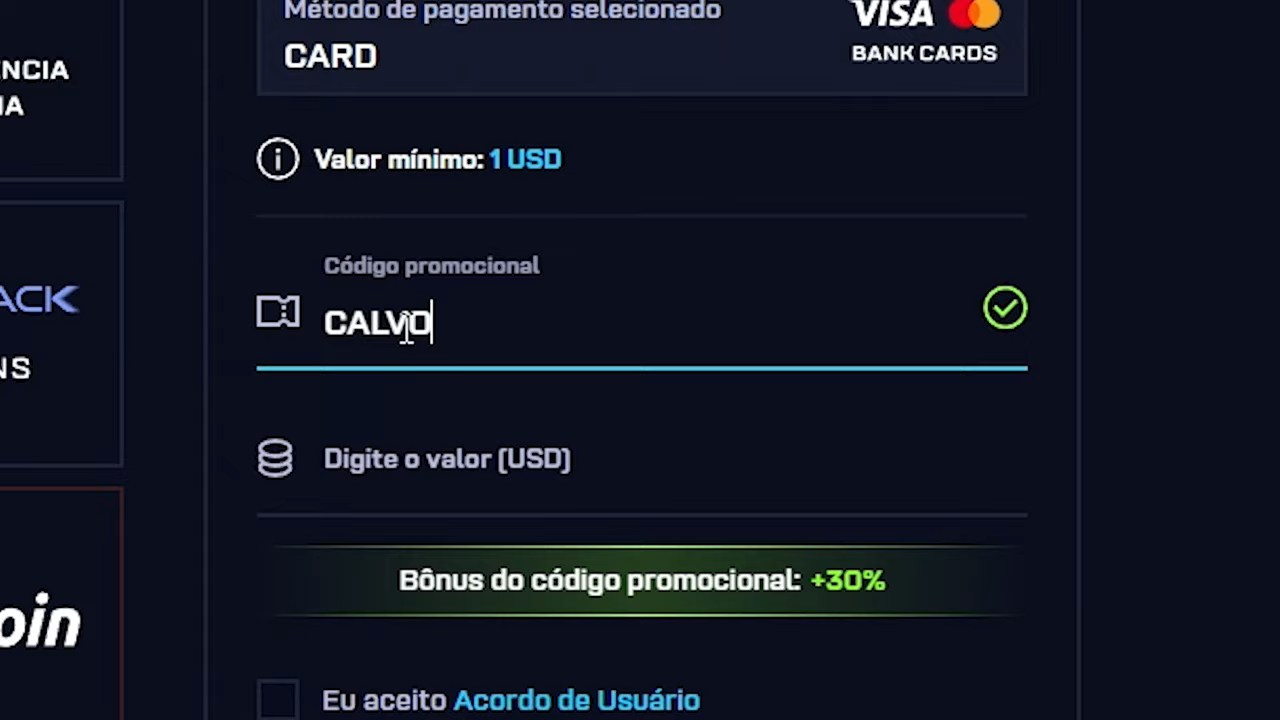 ÊNCIA
IA
ACK
NS
oin
Método de pagamento selecionado
CARD
VISA
BANK CARDS
Valor mínimo: 1 USD
Código promocional
CALVO
Digite o valor (USD)
Bônus do código promocional: +30%
Eu aceito Acordo de Usuário